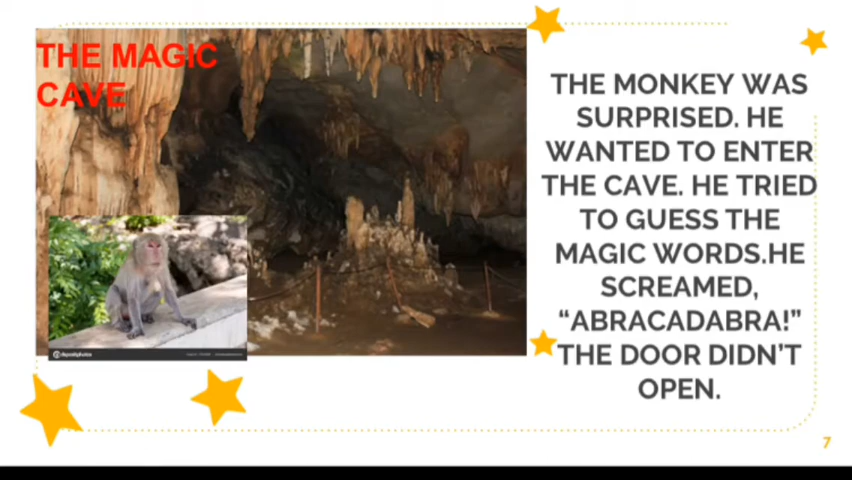 THE MAGIC
CAVE
THE MONKEY WAS
SURPRISED. HE
WANTED TO ENTER
THE CAVE. HE TRIED
TO GUESS THE
MAGIC WORDS.HE
SCREAMED,
“ABRACADABRA!”
THE DOOR DIDN’T
OPEN.
depositphotos
7